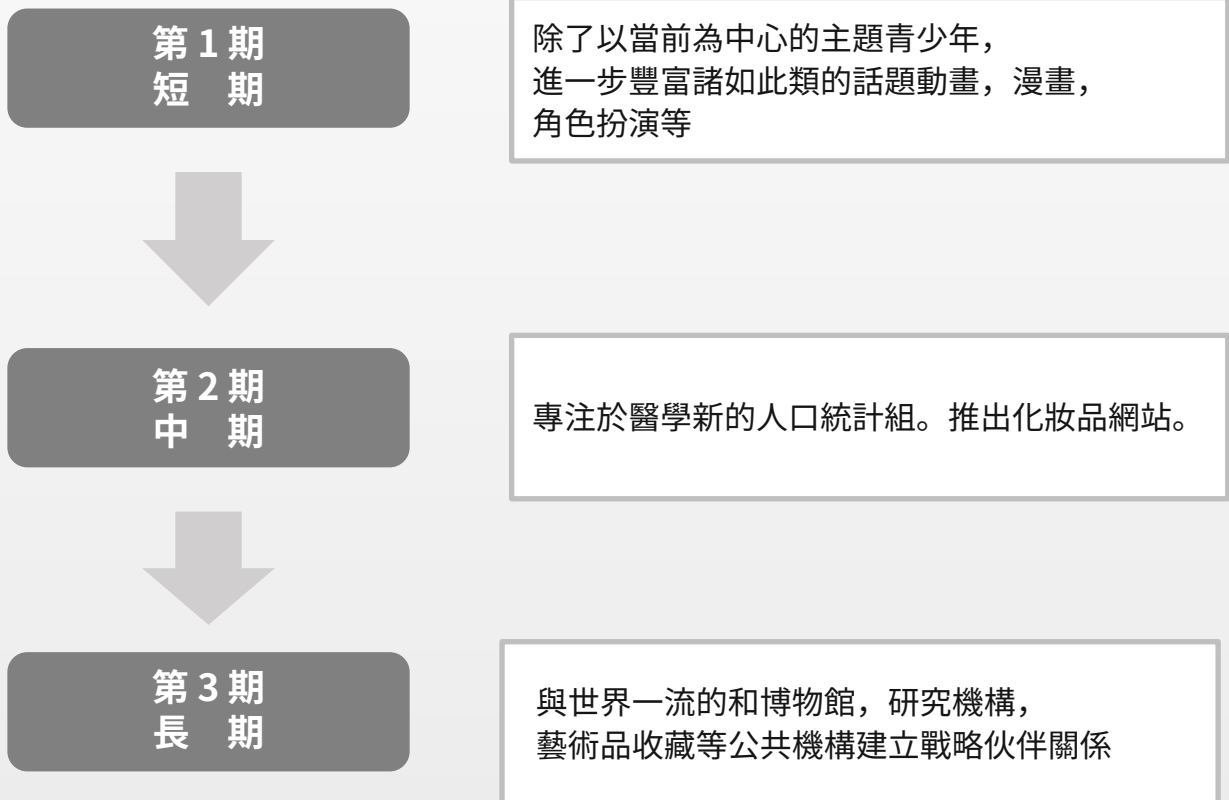 第1期
短　期
除了以當前為中心的主題青少年，
進一步豐富諸如此類的話題動畫，漫畫，
角色扮演等
第2期
中　期
專注於醫學新的人口統計組。推出化妝品網站。
第3期
長　期
與世界一流的和博物館，研究機構，
藝術品收藏等公共機構建立戰略伙伴關係